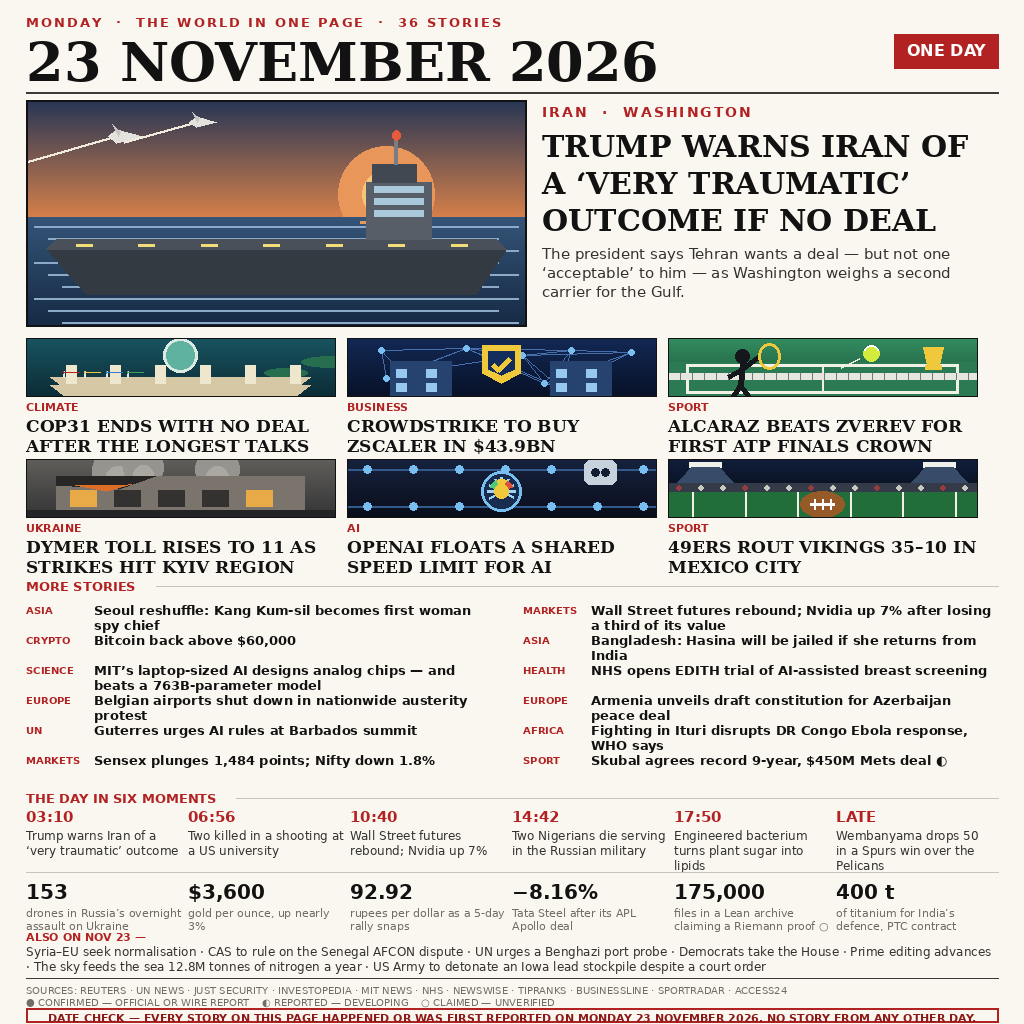 MONDAY · THE WORLD IN ONE PAGE · 36 STORIES
23 NOVEMBER 2026
ONE DAY
IRAN · WASHINGTON
TRUMP WARNS IRAN OF
A ‘VERY TRAUMATIC’
OUTCOME IF NO DEAL
The president says Tehran wants a deal — but not one
‘acceptable’ to him — as Washington weighs a second
carrier for the Gulf.
CLIMATE
COP31 ENDS WITH NO DEAL
AFTER THE LONGEST TALKS
BUSINESS
CROWDSTRIKE TO BUY
ZSCALER IN $43.9BN
SPORT
ALCARAZ BEATS ZVEREV FOR
FIRST ATP FINALS CROWN
UKRAINE
DYMER TOLL RISES TO 11 AS
STRIKES HIT KYIV REGION
AI
OPENAI FLOATS A SHARED
SPEED LIMIT FOR AI
SPORT
49ERS ROUT VIKINGS 35–10 IN
MEXICO CITY
MORE STORIES
ASIA Seoul reshuffle: Kang Kum-sil becomes first woman
spy chief
CRYPTO Bitcoin back above $60,000
SCIENCE MIT’s laptop-sized AI designs analog chips — and
beats a 763B-parameter model
EUROPE Belgian airports shut down in nationwide austerity
protest
UN Guterres urges AI rules at Barbados summit
MARKETS Sensex plunges 1,484 points; Nifty down 1.8%
MARKETS Wall Street futures rebound; Nvidia up 7% after losing
a third of its value
ASIA Bangladesh: Hasina will be jailed if she returns from
India
HEALTH NHS opens EDITH trial of AI-assisted breast screening
EUROPE Armenia unveils draft constitution for Azerbaijan
peace deal
AFRICA Fighting in Ituri disrupts DR Congo Ebola response,
WHO says
SPORT Skubal agrees record 9-year, $450M Mets deal ◐
THE DAY IN SIX MOMENTS
03:10
Trump warns Iran of a
‘very traumatic’ outcome
06:56
Two killed in a shooting at
a US university
10:40
Wall Street futures
rebound; Nvidia up 7%
14:42
Two Nigerians die serving
in the Russian military
17:50
Engineered bacterium
turns plant sugar into
lipids
LATE
Wembanyama drops 50
in a Spurs win over the
Pelicans
153
drones in Russia’s overnight
assault on Ukraine
$3,600
gold per ounce, up nearly
3%
92.92
rupees per dollar as a 5-day
rally snaps
−8.16%
Tata Steel after its APL
Apollo deal
175,000
files in a Lean archive
claiming a Riemann proof ○
400 t
of titanium for India’s
defence, PTC contract
ALSO ON NOV 23 —
Syria–EU seek normalisation · CAS to rule on the Senegal AFCON dispute · UN urges a Benghazi port probe · Democrats take the House · Prime editing advances
· The sky feeds the sea 12.8M tonnes of nitrogen a year · US Army to detonate an Iowa lead stockpile despite a court order
SOURCES: REUTERS · UN NEWS · JUST SECURITY · INVESTOPEDIA · MIT NEWS · NHS · NEWSWISE · TIPRANKS · BUSINESSLINE · SPORTRADAR · ACCESS24
● CONFIRMED — OFFICIAL OR WIRE REPORT ◐ REPORTED — DEVELOPING ○ CLAIMED — UNVERIFIED
DATE CHECK — EVERY STORY ON THIS PAGE HAPPENED OR WAS FIRST REPORTED ON MONDAY 23 NOVEMBER 2026. NO STORY FROM ANY OTHER DAY.